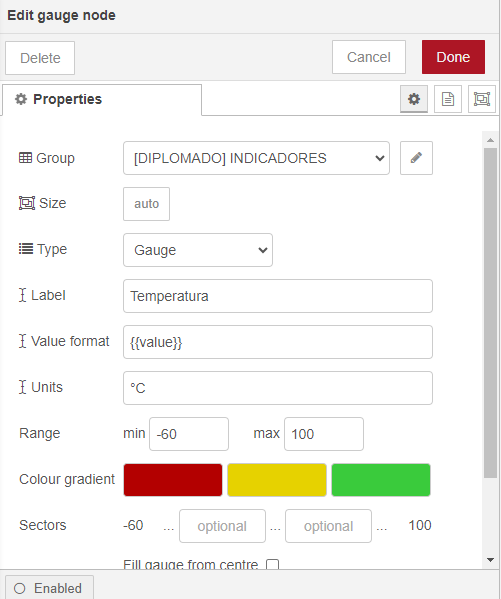 Edit gauge node
Delete
Cancel
Done
Properties
Group
[DIPLOMADO] INDICADORES
Size
auto
Type
Gauge
Label
Temperatura
Value format
{{value}}
Units
°C
Range
min
-60
max
100
Colour gradient
Sectors
-60
...
optional
...
optional
...
100
Fill gauge from centre
Enabled